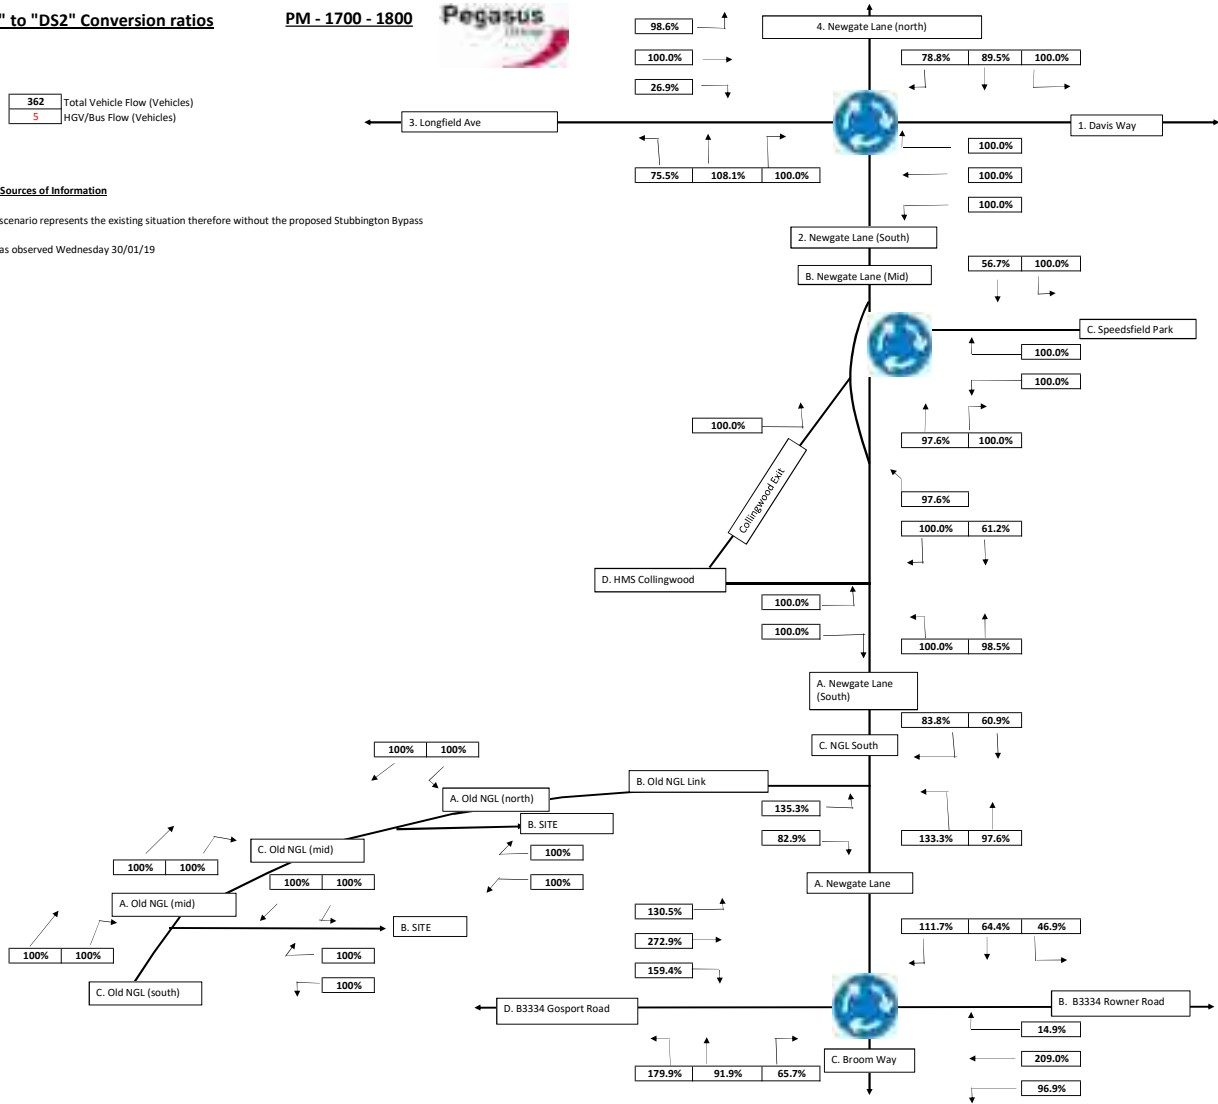 " to "DS2" Conversion ratios
PM - 1700 - 1800
Pegasus
98.6%
4. Newgate Lane (north)
100.0%
78.8% 89.5% 100.0%
26.9%
362 Total Vehicle Flow (Vehicles)
5 HGV/Bus Flow (Vehicles)
3. Longfield Ave
1. Davis Way
100.0%
75.5% 108.1% 100.0%
100.0%
Sources of Information
100.0%
scenario represents the existing situation therefore without the proposed Stubbington Bypass
2. Newgate Lane (South)
as observed Wednesday 30/01/19
56.7% 100.0%
B. Newgate Lane (Mid)
C. Speedsfield Park
100.0%
100.0%
100.0%
97.6% 100.0%
Collingwood Exit
97.6%
100.0% 61.2%
D. HMS Collingwood
100.0%
100.0%
100.0% 98.5%
A. Newgate Lane
(South)
83.8% 60.9%
C. NGL South
100% 100%
B. Old NGL Link
A. Old NGL (north)
135.3%
B. SITE
82.9%
133.3% 97.6%
C. Old NGL (mid)
100%
100% 100%
100% 100%
100%
A. Newgate Lane
A. Old NGL (mid)
130.5%
B. SITE
111.7% 64.4% 46.9%
272.9%
100% 100%
100%
159.4%
100%
C. Old NGL (south)
D. B3334 Gosport Road
B. B3334 Rowner Road
14.9%
C. Broom Way
209.0%
179.9% 91.9% 65.7%
96.9%